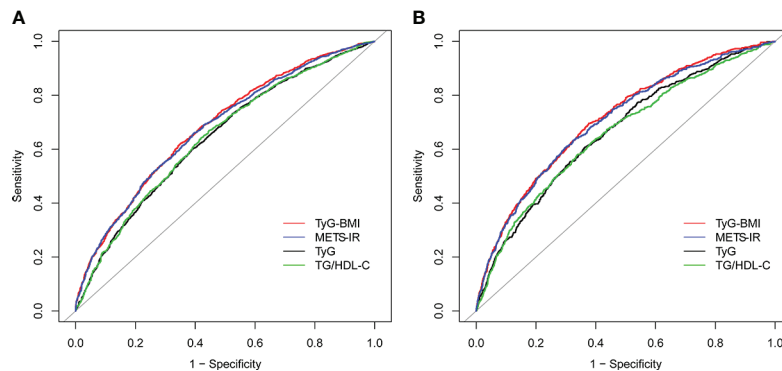 A
1.0
0.8
0.6
0.4
0.2
0.0
Sensitivity
TyG-BMI
METS-IR
TyG
TG/HDL-C
0.0 0.2 0.4 0.6 0.8 1.0
1 − Specificity
B
1.0
0.8
0.6
0.4
0.2
0.0
Sensitivity
TyG-BMI
METS-IR
TyG
TG/HDL-C
0.0 0.2 0.4 0.6 0.8 1.0
1 − Specificity